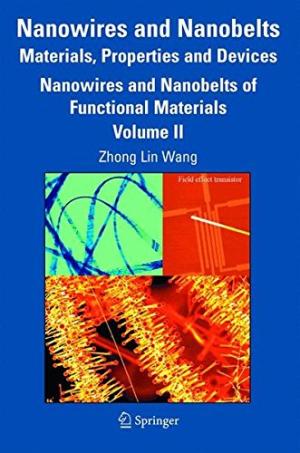 Nanowires and Nanobelts
Materials, Properties and Devices
Nanowires and Nanobelts of
Functional Materials
Volume II
Zhong Lin Wang
Field effect transistor
Springer